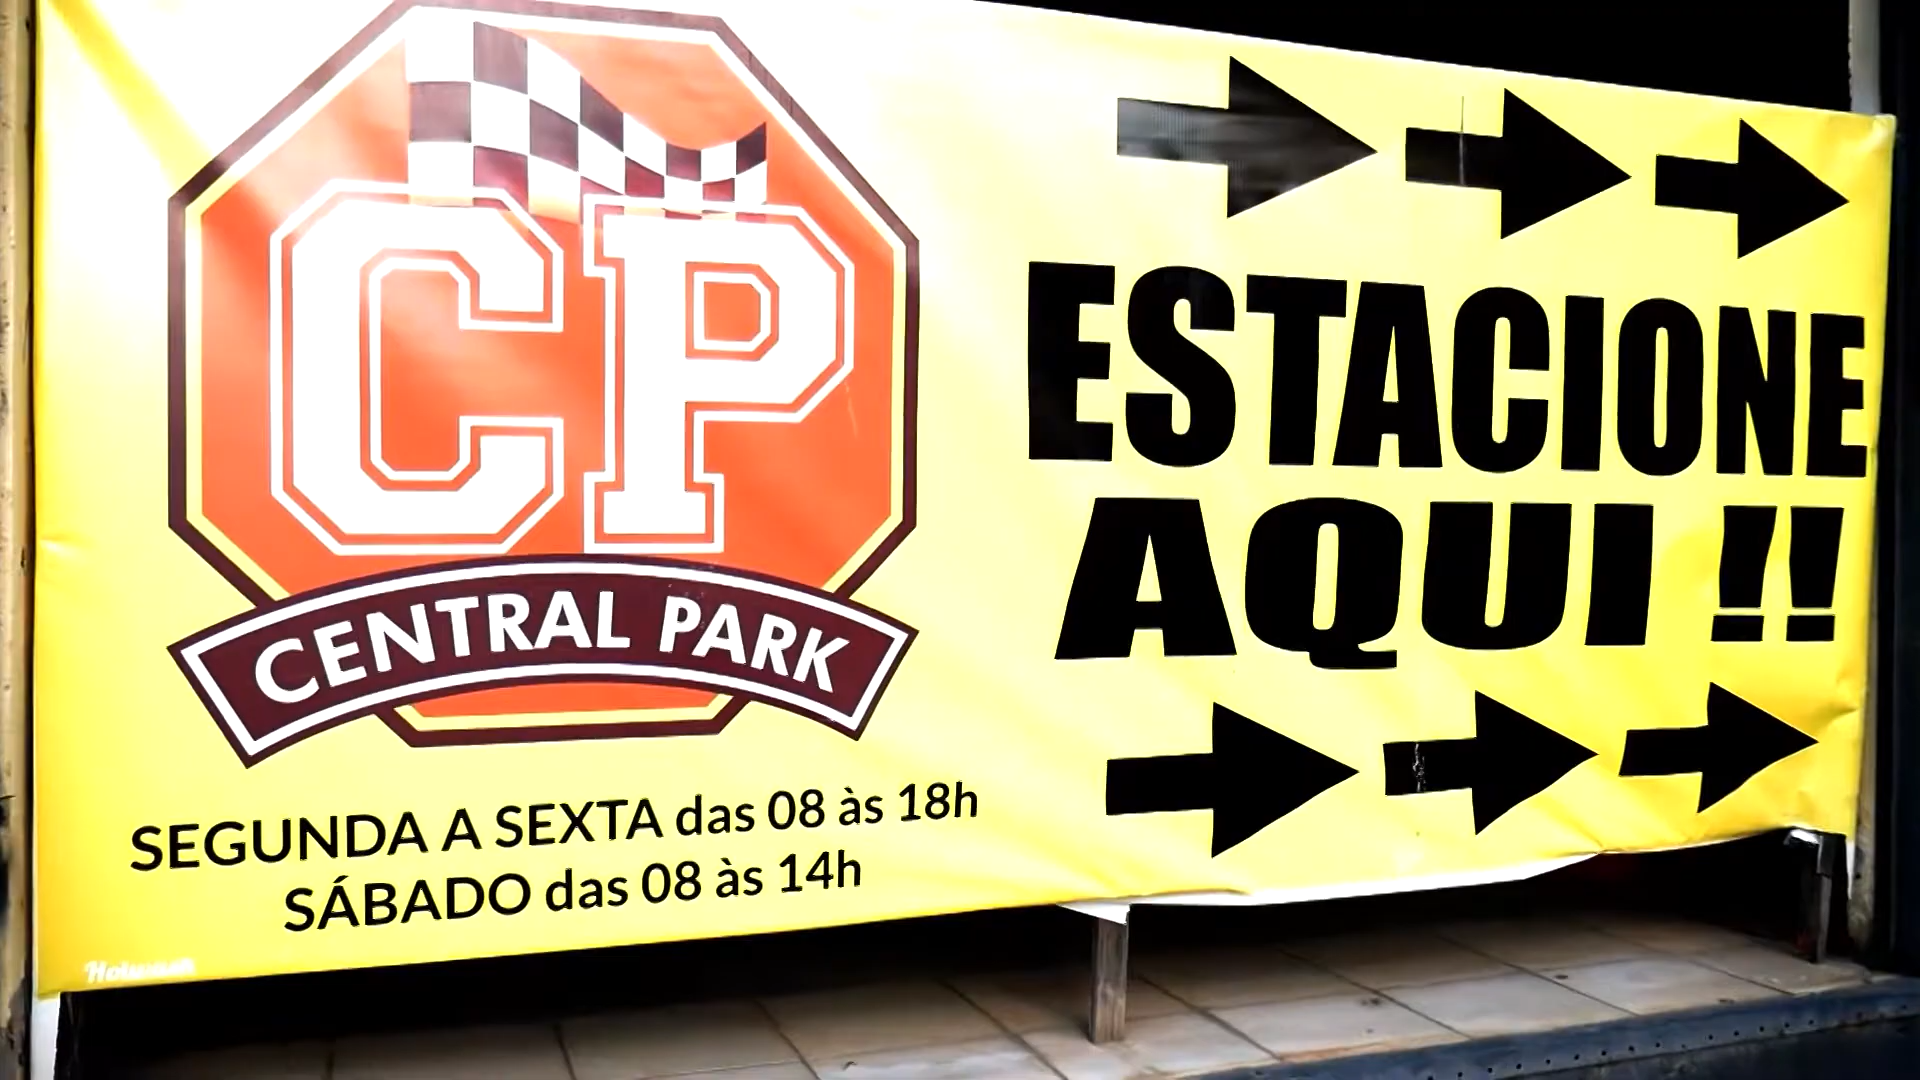 CP
CENTRAL PARK
SEGUNDA A SEXTA das 08 às 18h
SÁBADO das 08 às 14h
ESTACIONE
AQUI !!